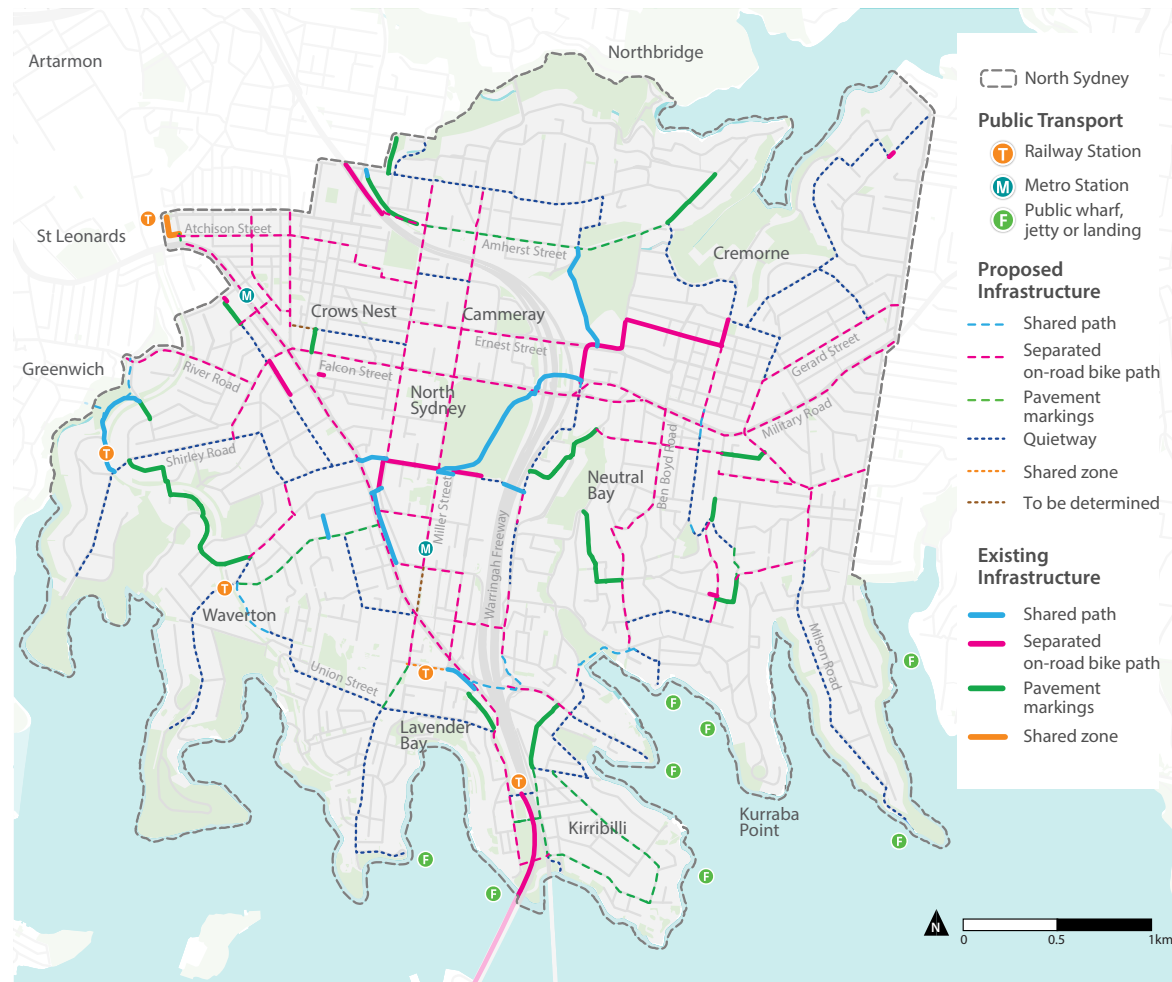 Artarmon
Northbridge
St Leonards
Atchison Street
Amherst Street
Cremorne
M
T
Crows Nest
Cammeray
Ernest Street
Greenwich
River Road
Falcon Street
Gerard Street
North
Sydney
Military Road
T
Shirley Road
Miller Street
Neutral
Bay
Ben Boyd Road
M
Warringah Freeway
T
Waverton
Milson Road
Union Street
T
F
Lavender
Bay
F
F
F
T
Kirribilli
Kurraba
Point
F
F
F
F
North Sydney
Public Transport
T Railway Station
M Metro Station
F Public wharf,
jetty or landing
Proposed
Infrastructure
Shared path
Separated
on-road bike path
Pavement
markings
Quietway
Shared zone
To be determined
Existing
Infrastructure
Shared path
Separated
on-road bike path
Pavement
markings
Shared zone
N
0 0.5 1km